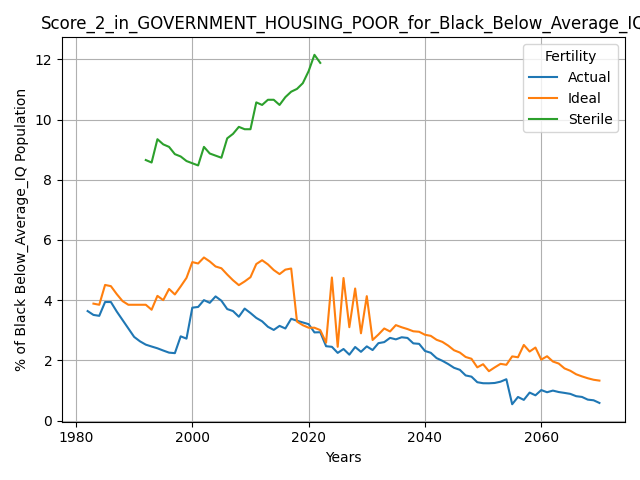 Score_2_in_GOVERNMENT_HOUSING_POOR_for_Black_Below_Average_IQ
% of Black Below_Average_IQ Population
12
10
8
6
4
2
0
1980 2000 2020 2040 2060
Years
Fertility
Actual
Ideal
Sterile